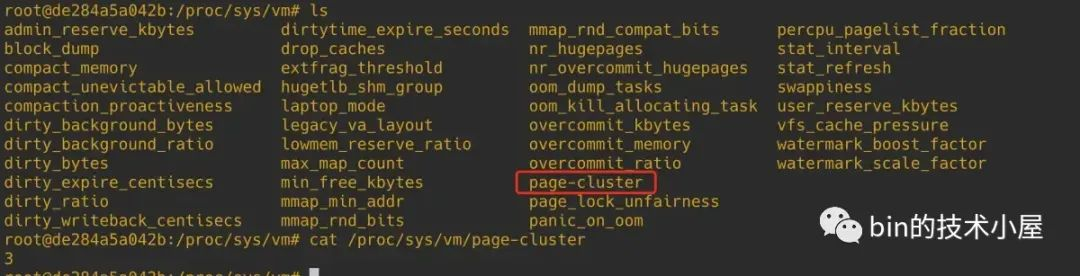 root@de284a5a042b:/proc/sys/vm# ls
admin_reserve_kbytes dirtytime_expire_seconds mmap_rnd_compat_bits percpu_pagelist_fraction
block_dump drop_caches nr_hugepages stat_interval
compact_memory extfrag_threshold nr_overcommit_hugepages stat_refresh
compact_unevictable_allowed hugetlb_shm_group oom_dump_tasks swappiness
compaction_proactiveness laptop_mode oom_kill_allocating_task user_reserve_kbytes
dirty_background_bytes legacy_va_layout overcommit_kbytes vfs_cache_pressure
dirty_background_ratio lowmem_reserve_ratio overcommit_memory watermark_boost_factor
dirty_bytes max_map_count overcommit_ratio watermark_scale_factor
dirty_expire_centisecs min_free_kbytes page-cluster
dirty_ratio mmap_min_addr page_lock_unfairness
dirty_writeback_centisecs mmap_rnd_bits panic_on_oom
root@de284a5a042b:/proc/sys/vm# cat /proc/sys/vm/page-cluster
3
root@de284a5a042b:/proc/sys/vm#
bin的技术小屋